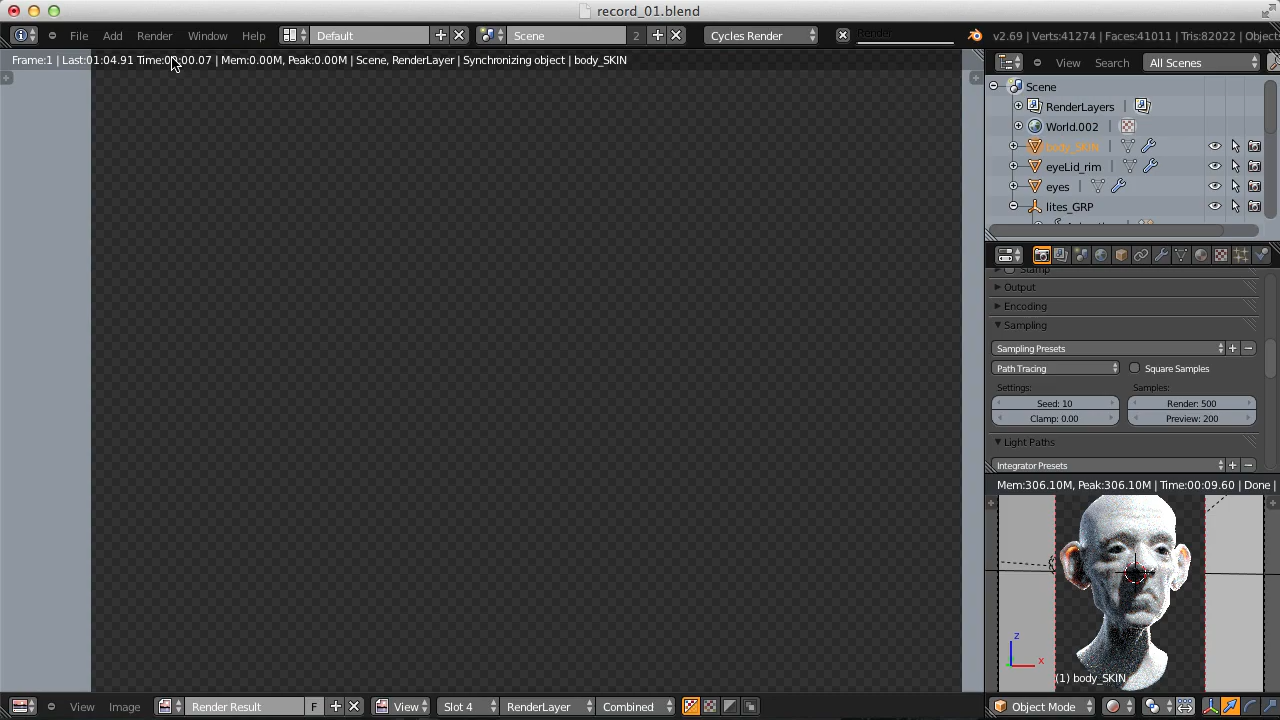 record_01.blend
File Add Render Window Help Default Scene 2 Cycles Render Render v2.69 | Verts:41274 | Faces:41011 | Tris:82022 | Object
Frame:1 | Last:01:04.91 Time:00:00.07 | Mem:0.00M, Peak:0.00M | Scene, RenderLayer | Synchronizing object | body_SKIN
View Search All Scenes
Scene
RenderLayers
World.002
body_SKIN
eyeLid_rim
eyes
lites_GRP
Stamp
Output
Encoding
Sampling
Sampling Presets
Path Tracing Square Samples
Settings: Samples:
Seed: 10 Render: 500
Clamp: 0.00 Preview: 200
Light Paths
Integrator Presets
Mem:306.10M, Peak:306.10M | Time:00:09.60 | Done |
z
x
(1) body_SKIN
View Image Render Result F View Slot 4 RenderLayer Combined Object Mode